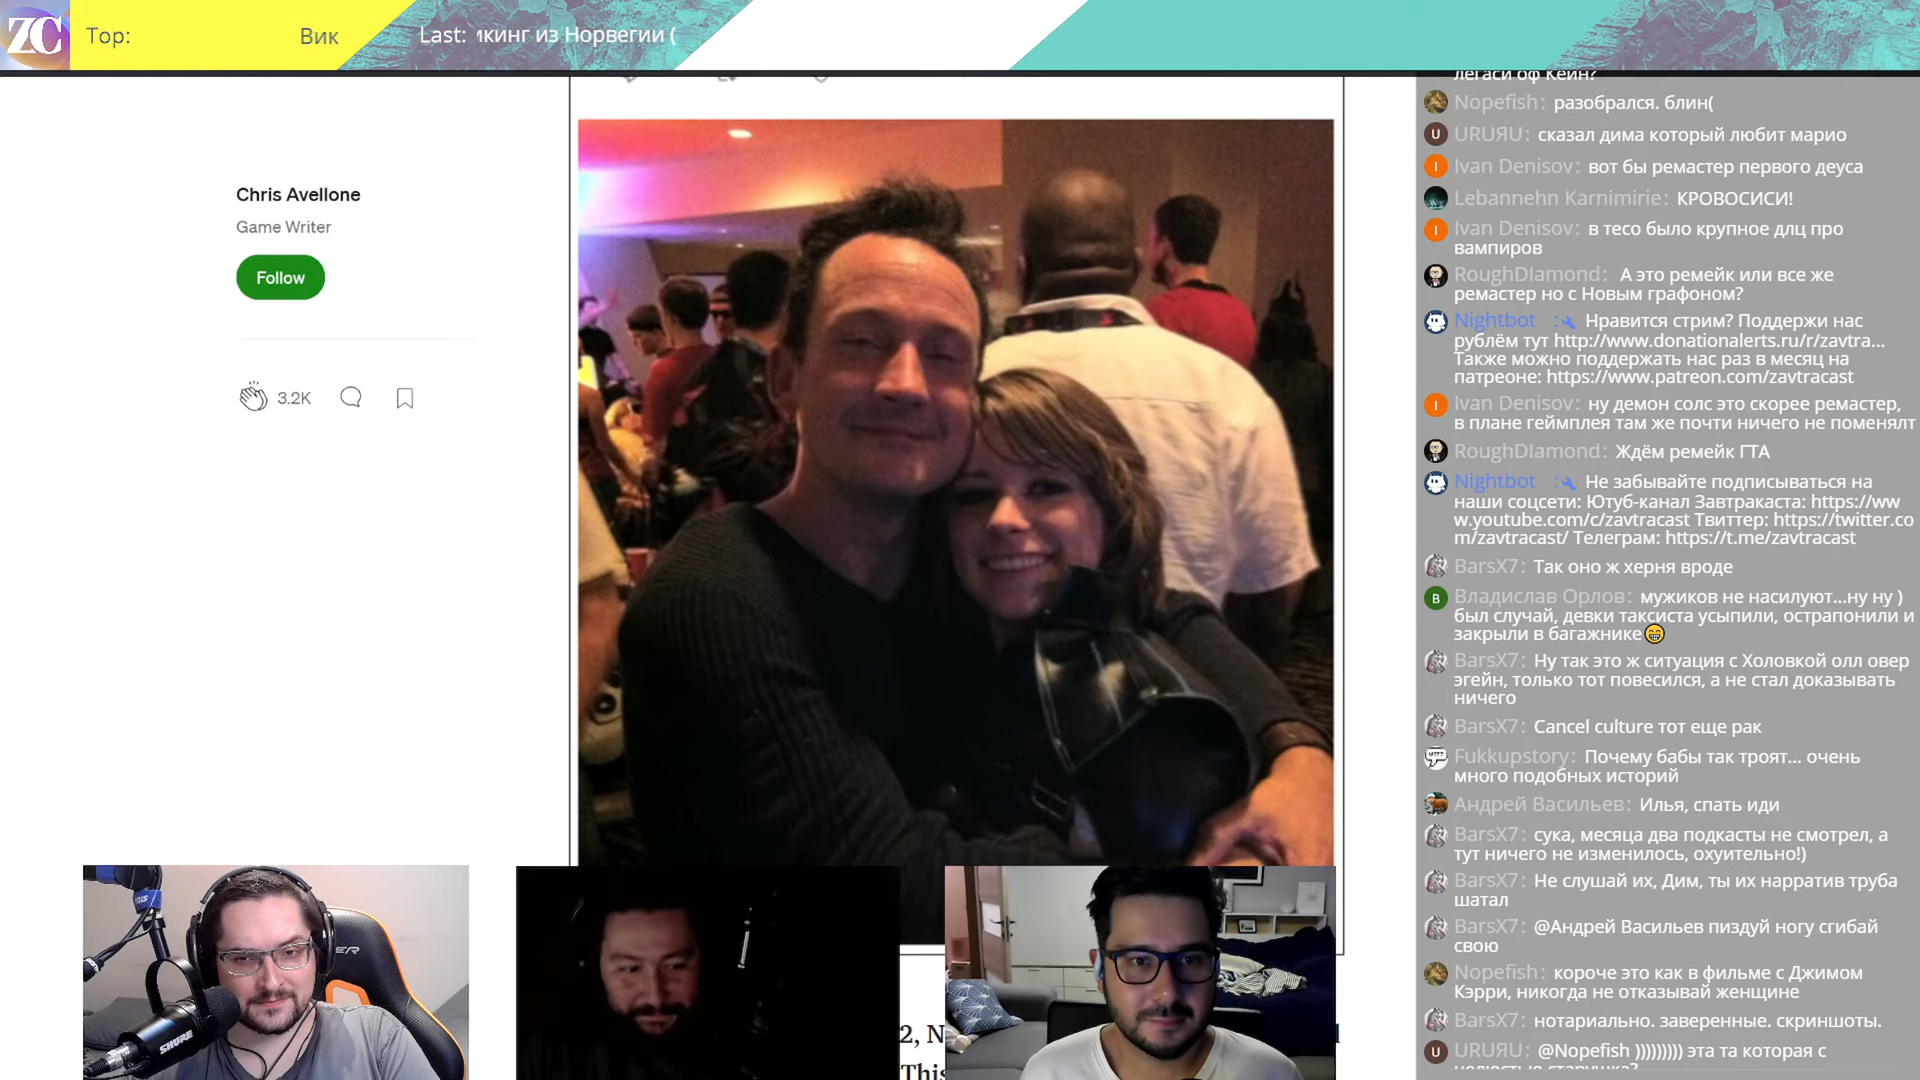 ZC
Top:
Вик
Last:
икинг из Норвегии (
Chris Avellone
Game Writer
Follow
3.2K
2, N
This
SHURE
легаси оф Кейн?
Nopefish: разобрался. блин(
URUЯU: сказал дима который любит марио
Ivan Denisov: вот бы ремастер первого деуса
Lebannehn Karnimirie: КРОВОСИСИ!
Ivan Denisov: в тесо было крупное длц про
вампиров
RoughDIamond: А это ремейк или все же
ремастер но с Новым графоном?
Nightbot : Нравится стрим? Поддержи нас
рублём тут http://www.donationalerts.ru/r/zavtra...
Также можно поддержать нас раз в месяц на
патреоне: https://www.patreon.com/zavtracast
Ivan Denisov: ну демон солс это скорее ремастер,
в плане геймплея там же почти ничего не поменялт
RoughDIamond: Ждём ремейк ГТА
Nightbot : Не забывайте подписываться на
наши соцсети: Ютуб-канал Завтракаста: https://ww
w.youtube.com/c/zavtracast Твиттер: https://twitter.co
m/zavtracast/ Телеграм: https://t.me/zavtracast
BarsX7: Так оно ж херня вроде
Владислав Орлов: мужиков не насилуют...ну ну )
был случай, девки таксиста усыпили, острапонили и
закрыли в багажнике
BarsX7: Ну так это ж ситуация с Холовкой олл овер
эгейн, только тот повесился, а не стал доказывать
ничего
BarsX7: Cancel culture тот еще рак
Fukkupstory: Почему бабы так троят... очень
много подобных историй
Андрей Васильев: Илья, спать иди
BarsX7: сука, месяца два подкасты не смотрел, а
тут ничего не изменилось, охуительно!)
BarsX7: Не слушай их, Дим, ты их нарратив труба
шатал
BarsX7: @Андрей Васильев пиздуй ногу сгибай
свою
Nopefish: короче это как в фильме с Джимом
Кэрри, никогда не отказывай женщине
BarsX7: нотариально. заверенные. скриншоты.
URUЯU: @Nopefish ))))))))) эта та которая с
челюстью старушка?